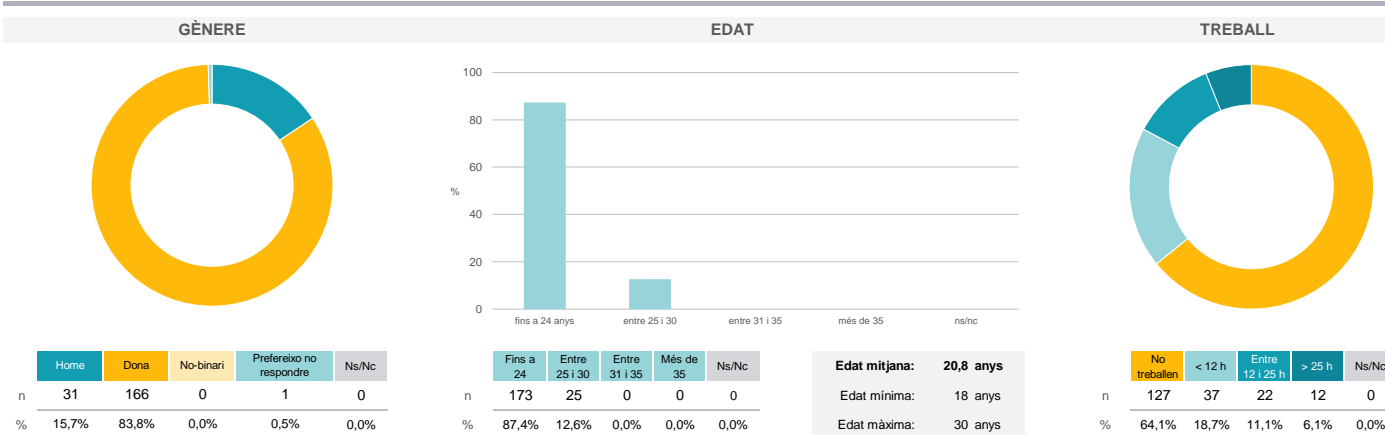 GÈNERE
EDAT
TREBALL
100
80
60
%
40
20
0
fins a 24 anys
entre 25 i 30
entre 31 i 35
més de 35
ns/nc
Home
Dona
No-binari
Prefereixo no
respondre
Ns/Nc
n 31 166 0 1 0
% 15,7% 83,8% 0,0% 0,5% 0,0%
Fins a
24
Entre
25 i 30
Entre
31 i 35
Més de
35
Ns/Nc
n 173 25 0 0 0
% 87,4% 12,6% 0,0% 0,0% 0,0%
Edat mitjana: 20,8 anys
Edat mínima: 18 anys
Edat màxima: 30 anys
No
treballen
< 12 h
Entre
12 i 25 h
> 25 h
Ns/Nc
n 127 37 22 12 0
% 64,1% 18,7% 11,1% 6,1% 0,0%